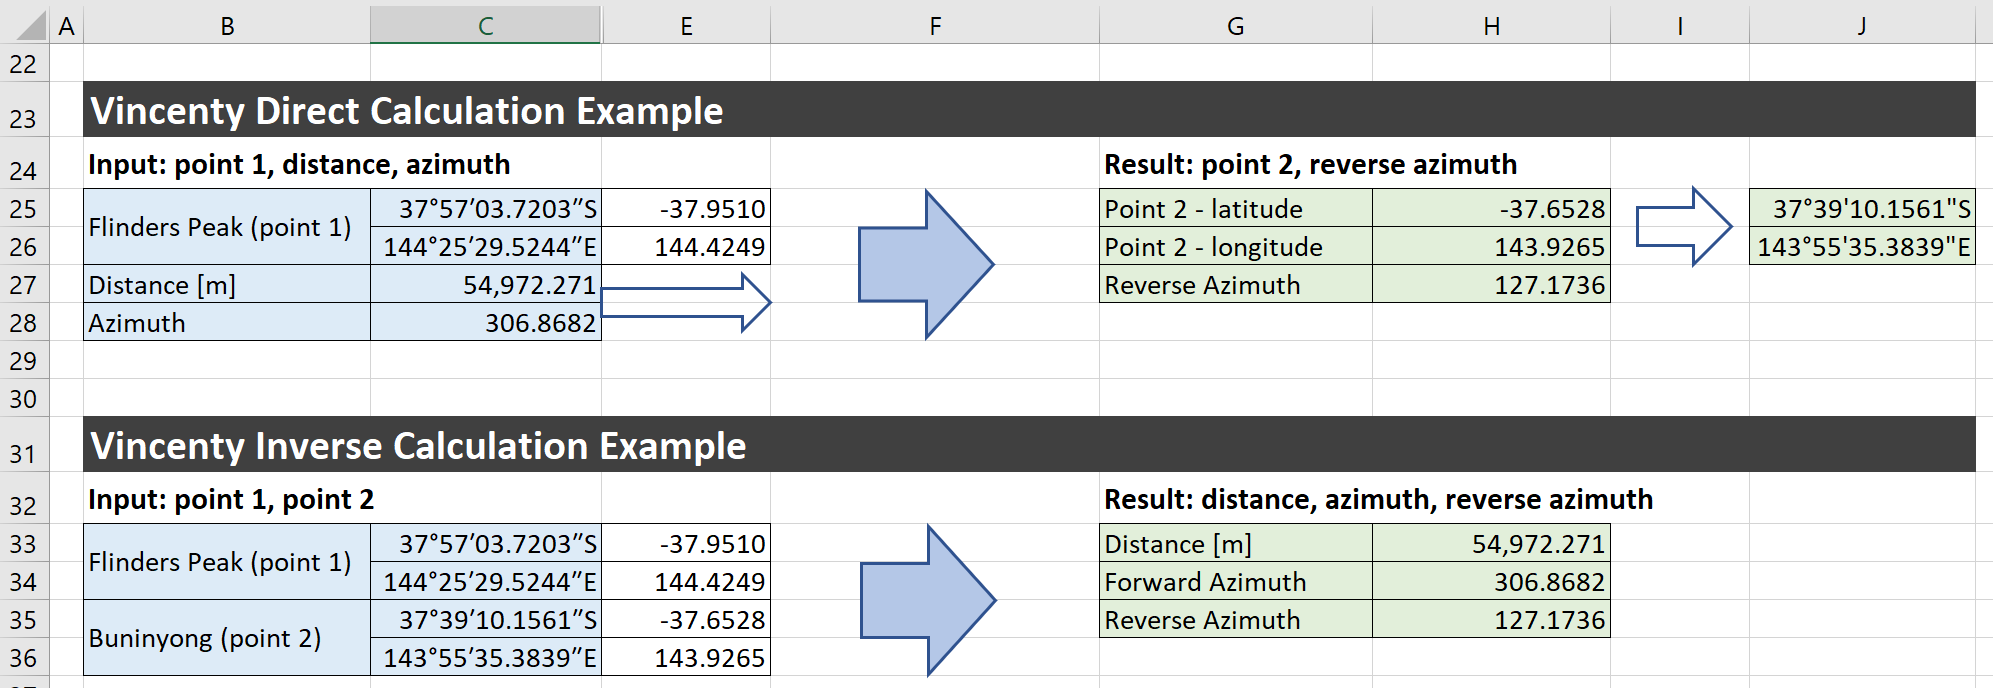 A B C E F G H I J
22
23 Vincenty Direct Calculation Example
24 Input: point 1, distance, azimuth Result: point 2, reverse azimuth
25 Flinders Peak (point 1) 37°57′03.7203″S -37.9510 Point 2 - latitude -37.6528 37°39'10.1561"S
26 144°25′29.5244″E 144.4249 Point 2 - longitude 143.9265 143°55'35.3839"E
27 Distance [m] 54,972.271 Reverse Azimuth 127.1736
28 Azimuth 306.8682
29
30
31 Vincenty Inverse Calculation Example
32 Input: point 1, point 2 Result: distance, azimuth, reverse azimuth
33 Flinders Peak (point 1) 37°57′03.7203″S -37.9510 Distance [m] 54,972.271
34 144°25′29.5244″E 144.4249 Forward Azimuth 306.8682
35 Buninyong (point 2) 37°39′10.1561″S -37.6528 Reverse Azimuth 127.1736
36 143°55′35.3839″E 143.9265